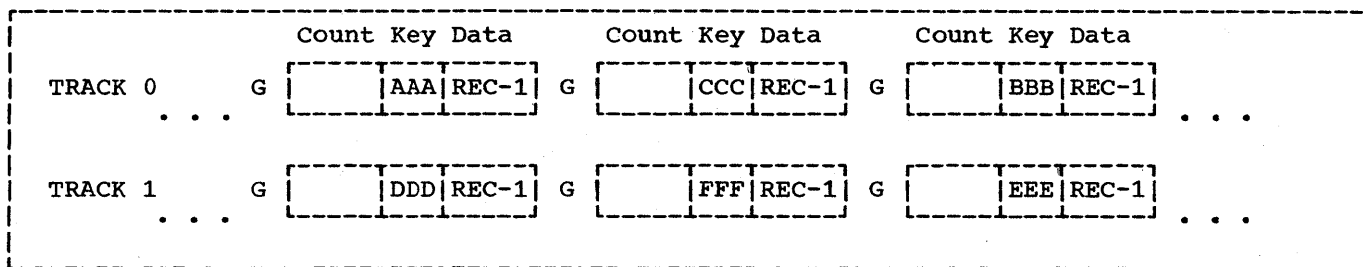 Count Key Data Count Key Data Count Key Data
TRACK 0 G AAA REC-1 G CCC REC-1 G BBB REC-1
. . . . . .
TRACK 1 G DDD REC-1 G FFF REC-1 G EEE REC-1
. . . . . .